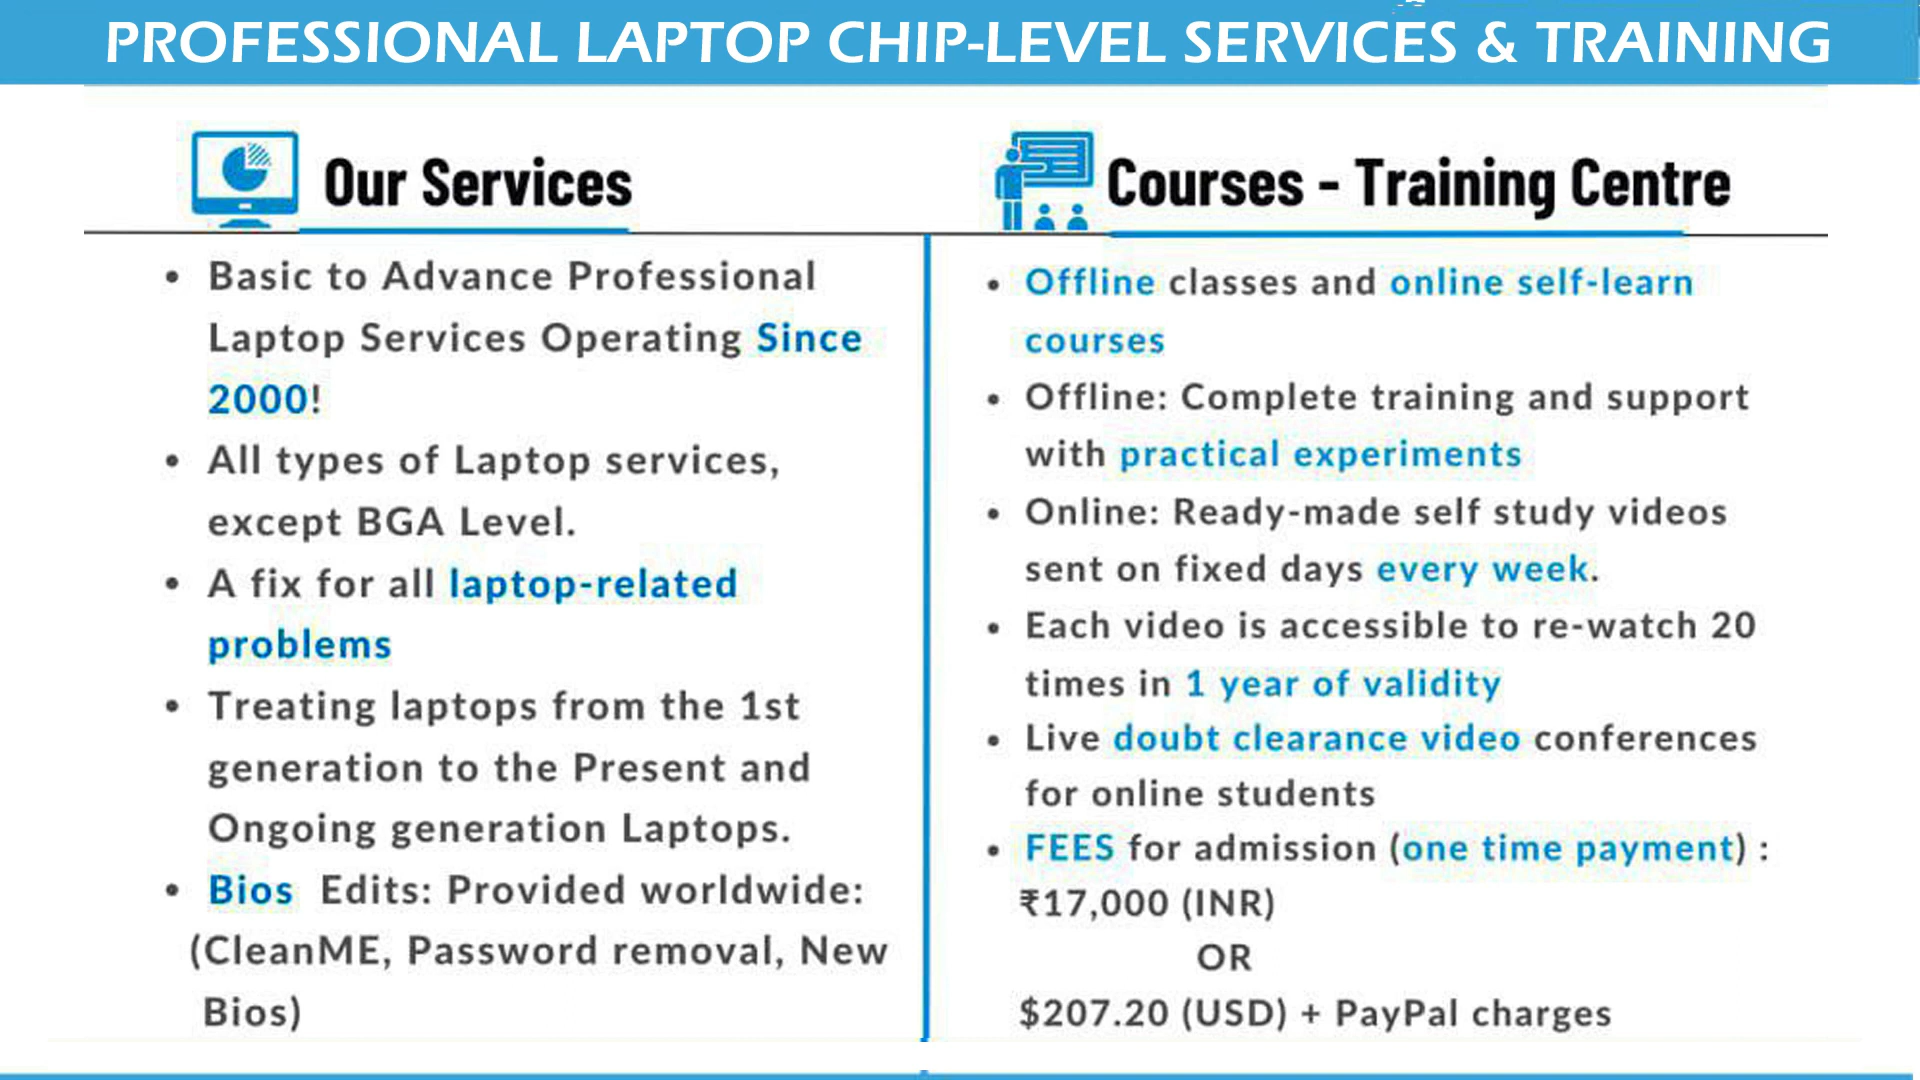 PROFESSIONAL LAPTOP CHIP-LEVEL SERVICES & TRAINING
Our Services
• Basic to Advance Professional
Laptop Services Operating Since
2000!
• All types of Laptop services,
except BGA Level.
• A fix for all laptop-related
problems
• Treating laptops from the 1st
generation to the Present and
Ongoing generation Laptops.
• Bios Edits: Provided worldwide:
(CleanME, Password removal, New
Bios)
Courses - Training Centre
• Offline classes and online self-learn
courses
• Offline: Complete training and support
with practical experiments
• Online: Ready-made self study videos
sent on fixed days every week.
• Each video is accessible to re-watch 20
times in 1 year of validity
• Live doubt clearance video conferences
for online students
• FEES for admission (one time payment) :
₹17,000 (INR)
OR
$207.20 (USD) + PayPal charges